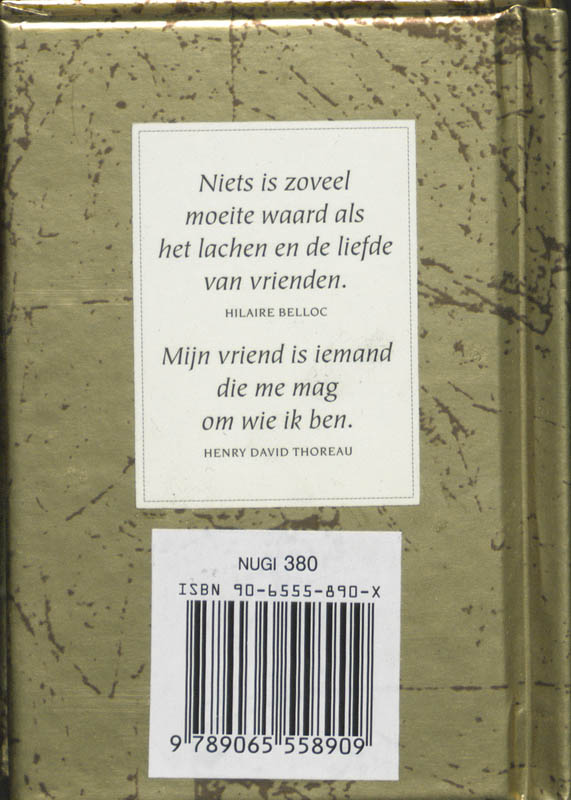 Niets is zoveel
moeite waard als
het lachen en de liefde
van vrienden.
HILAIRE BELLOC
Mijn vriend is iemand
die me mag
om wie ik ben.
HENRY DAVID THOREAU
NUGI 380
ISBN 90-6555-890-X
9 789065 558909